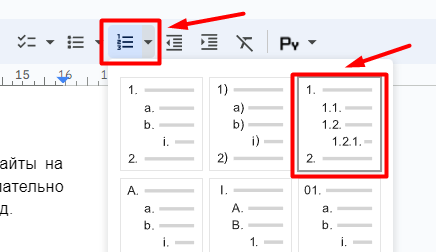 Ру
15 16
1. 1) 1.
a. a) 1.1.
b. b) 1.2.
i. i) 1.2.1.
2. 2) 2.
айты на
ательно
д.
A. I. 01.
a. A. a.
b. B. b.
i. 1. i.